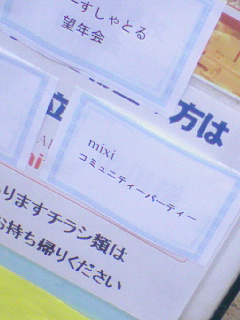 ーすしゃとる
望年会
立
方は
mixi
コミュニティーパーティー
りますチラシ類は
お持ち帰りください